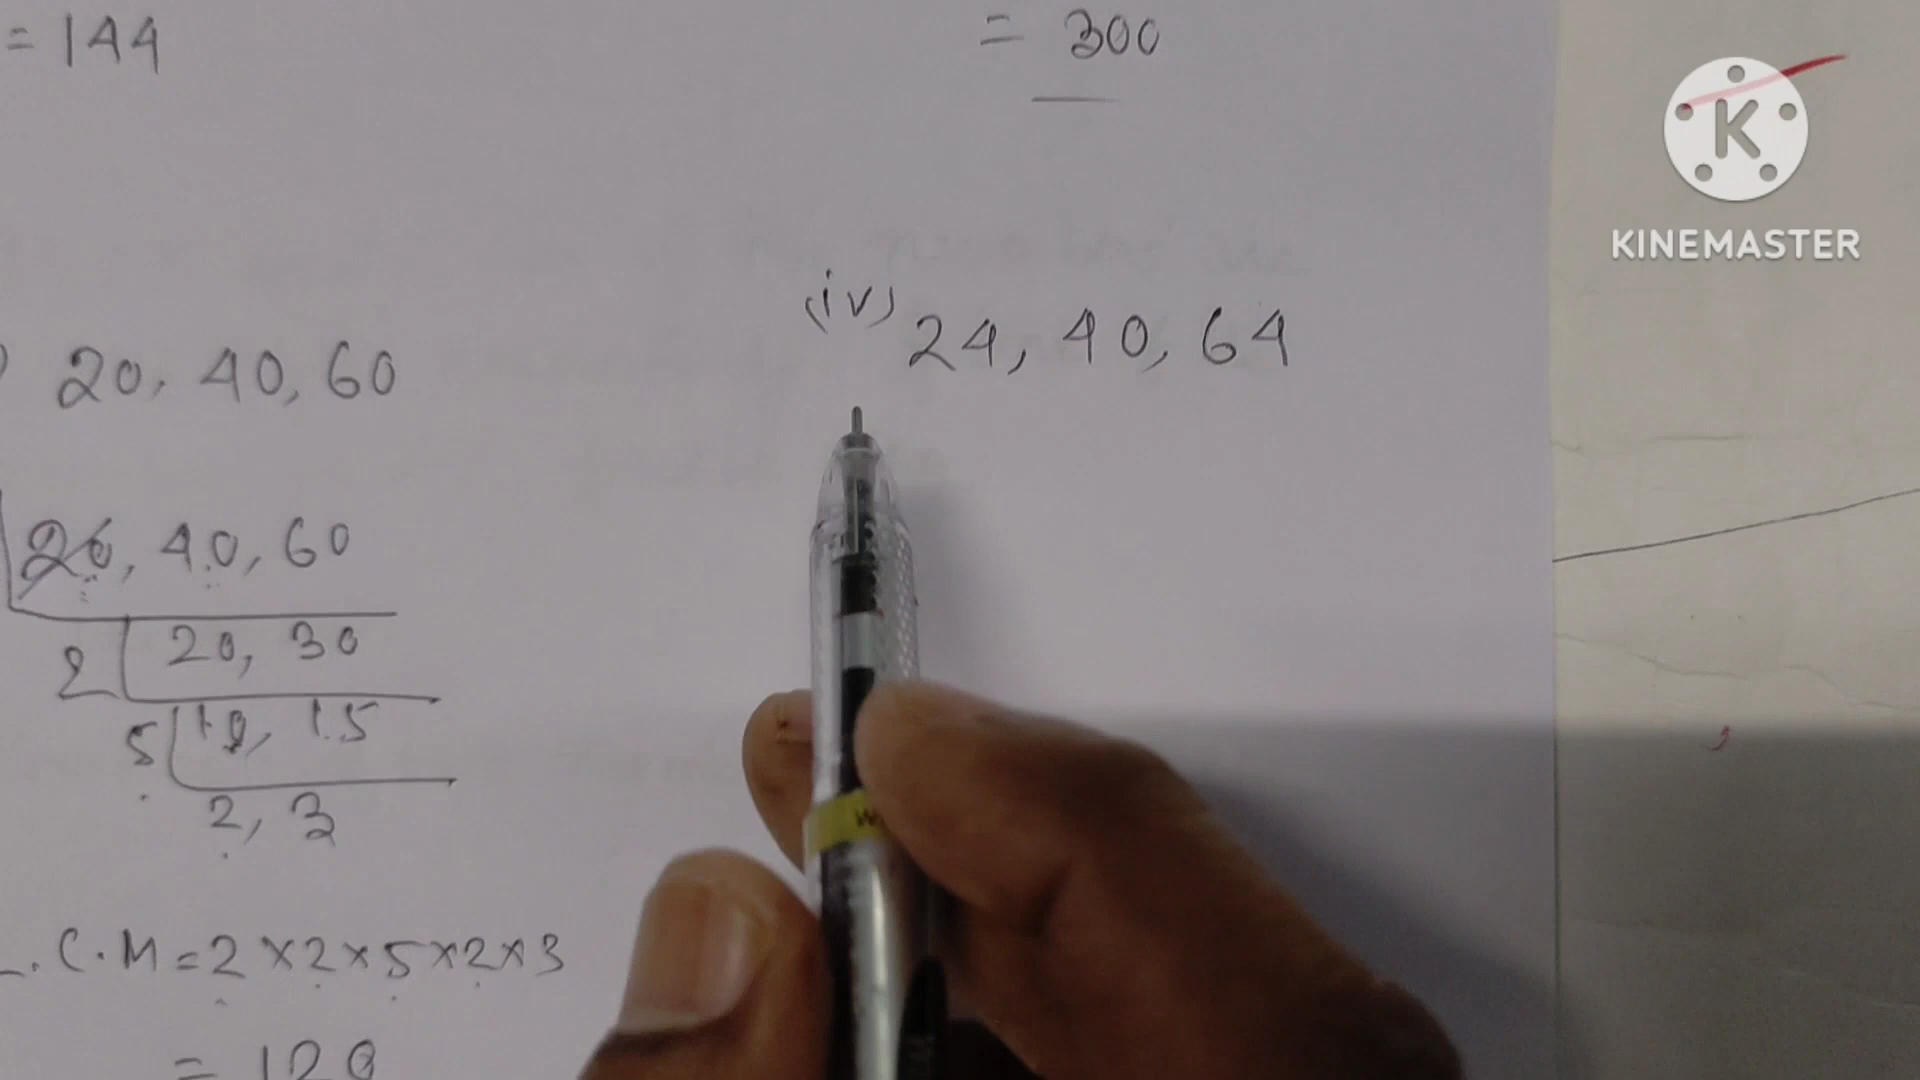 = 144
= 300
K
KINEMASTER
(iv) 24, 40, 64
) 20, 40, 60
20, 40, 60
2 20, 30
5 10, 15
2, 3
L.C.M = 2 × 2 × 5 × 2 × 3
= 120